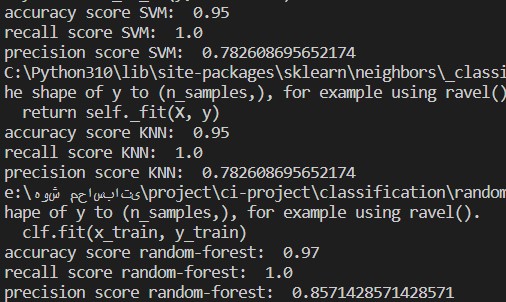 accuracy score SVM:  0.95
recall score SVM:  1.0
precision score SVM:  0.782608695652174
C:\Python310\lib\site-packages\sklearn\neighbors\_classi
he shape of y to (n_samples,), for example using ravel()
  return self._fit(X, y)
accuracy score KNN:  0.95
recall score KNN:  1.0
precision score KNN:  0.782608695652174
e:\هوش محاسباتی\project\ci-project\classification\random
hape of y to (n_samples,), for example using ravel().
  clf.fit(x_train, y_train)
accuracy score random-forest:  0.97
recall score random-forest:  1.0
precision score random-forest:  0.8571428571428571